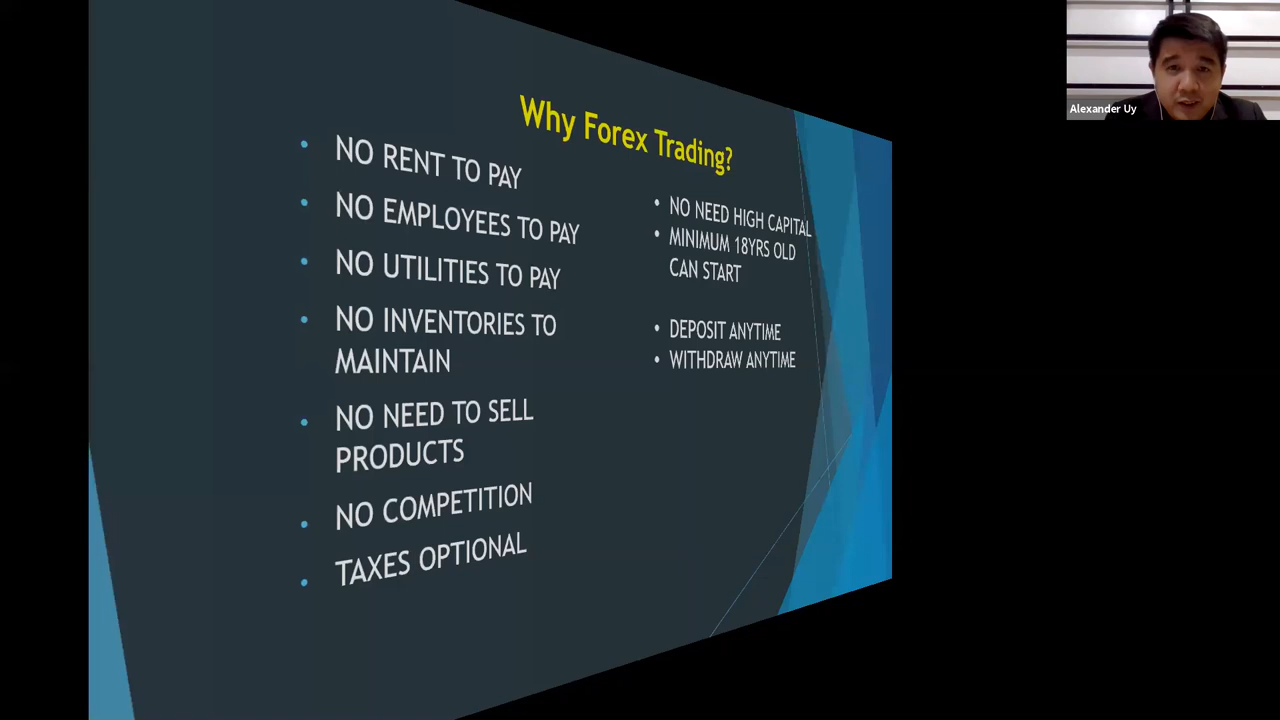 Why Forex Trading?
NO RENT TO PAY
NO EMPLOYEES TO PAY
NO UTILITIES TO PAY
NO INVENTORIES TO
MAINTAIN
NO NEED TO SELL
PRODUCTS
NO COMPETITION
TAXES OPTIONAL
NO NEED HIGH CAPITAL
MINIMUM 18YRS OLD
CAN START
DEPOSIT ANYTIME
WITHDRAW ANYTIME
Alexander Uy